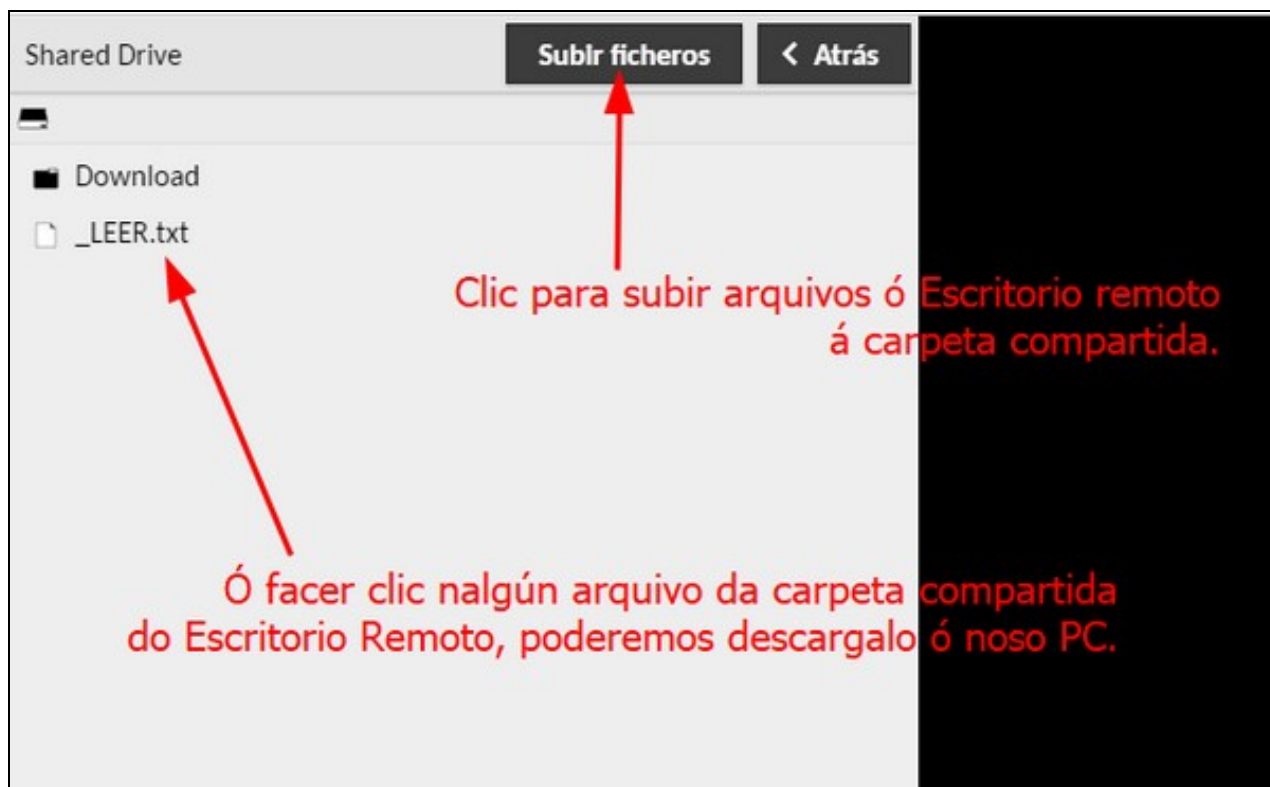 Shared Drive
Subir ficheros
< Atrás
Download
_LEER.txt
Clic para subir arquivos ó Escritorio remoto
á carpeta compartida.
Ó facer clic nalgún arquivo da carpeta compartida
do Escritorio Remoto, poderemos descargalo ó noso PC.